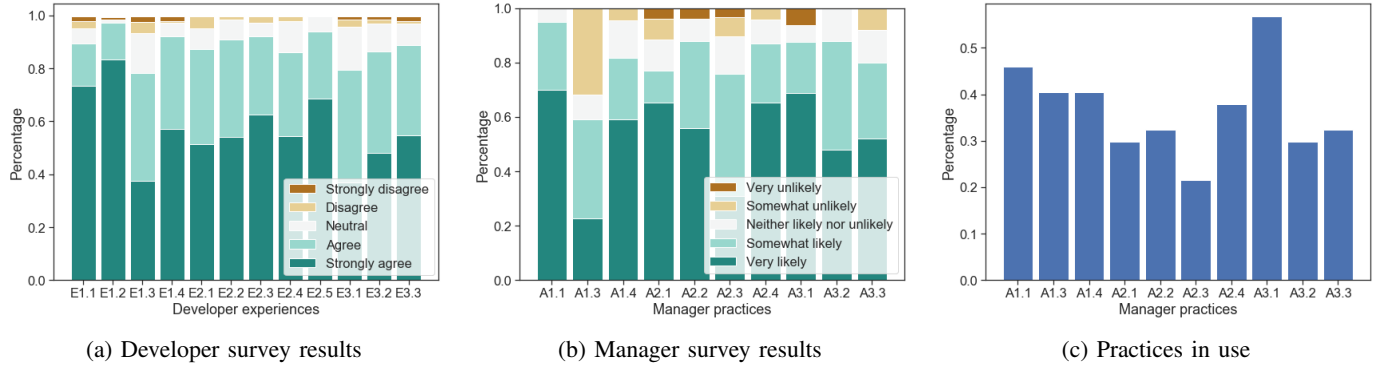 1.0
0.8
0.6
0.4
0.2
0.0
Percentage
Strongly disagree
Disagree
Neutral
Agree
Strongly agree
E1.1 E1.2 E1.3 E1.4 E2.1 E2.2 E2.3 E2.4 E2.5 E3.1 E3.2 E3.3
Developer experiences
(a) Developer survey results
1.0
0.8
0.6
0.4
0.2
0.0
Percentage
Very unlikely
Somewhat unlikely
Neither likely nor unlikely
Somewhat likely
Very likely
A1.1 A1.3 A1.4 A2.1 A2.2 A2.3 A2.4 A3.1 A3.2 A3.3
Manager practices
(b) Manager survey results
0.5
0.4
0.3
0.2
0.1
0.0
Percentage
A1.1 A1.3 A1.4 A2.1 A2.2 A2.3 A2.4 A3.1 A3.2 A3.3
Manager practices
(c) Practices in use